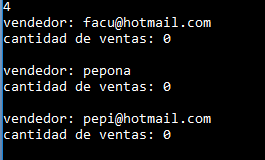 4
vendedor: facu@hotmail.com
cantidad de ventas: 0
vendedor: pepona
cantidad de ventas: 0
vendedor: pepi@hotmail.com
cantidad de ventas: 0